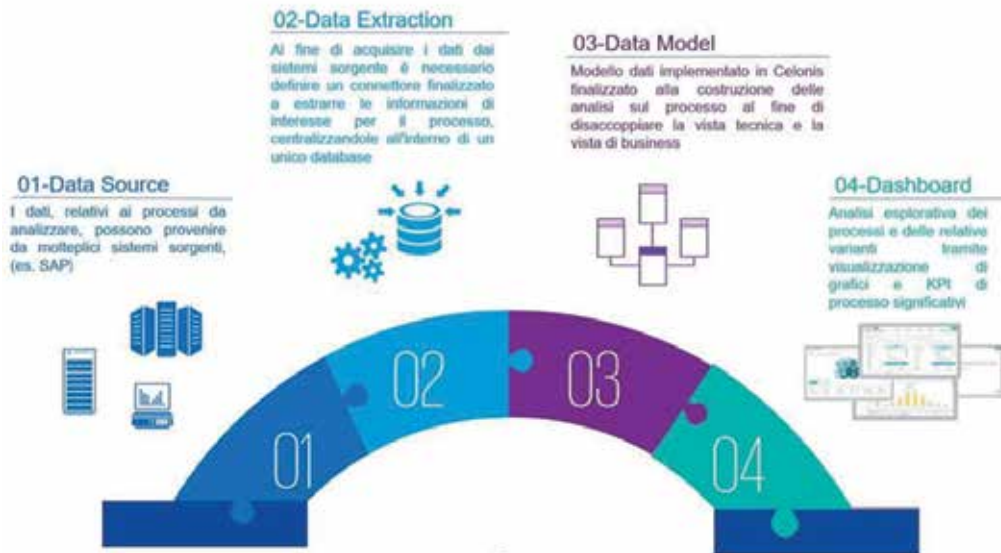 01-Data Source
I dati, relativi ai processi da
analizzare, possono provenire
da molteplici sistemi sorgenti,
(es. SAP)
02-Data Extraction
Al fine di acquisire i dati dai
sistemi sorgente è necessario
definire un connettore finalizzato
a estrarre le informazioni di
interesse per il processo,
centralizzandole all'interno di un
unico database
03-Data Model
Modello dati implementato in Celonis
finalizzato alla costruzione delle
analisi sul processo al fine di
disaccoppiare la vista tecnica e la
vista di business
04-Dashboard
Analisi esplorativa dei
processi e delle relative
varianti tramite
visualizzazione di
grafici e KPI di
processo significativi
01
02
03
04